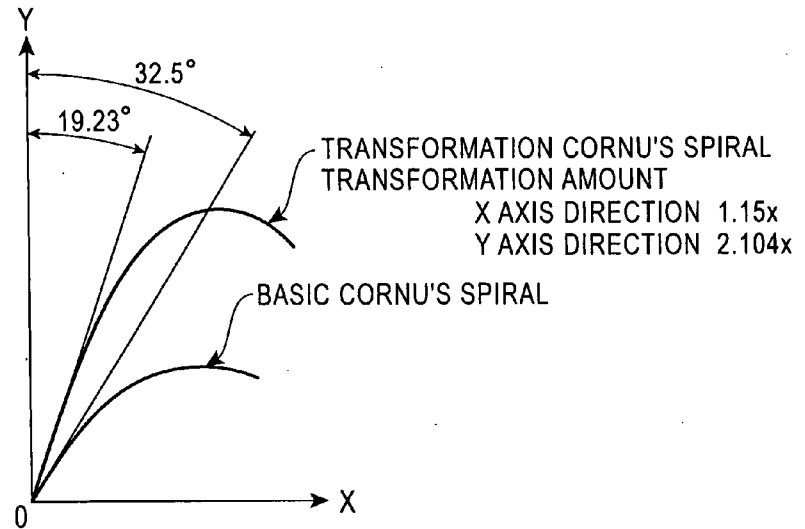 Y
32.5°
19.23°
TRANSFORMATION CORNU'S SPIRAL
TRANSFORMATION AMOUNT
X AXIS DIRECTION 1.15x
Y AXIS DIRECTION 2.104x
BASIC CORNU'S SPIRAL
X
0